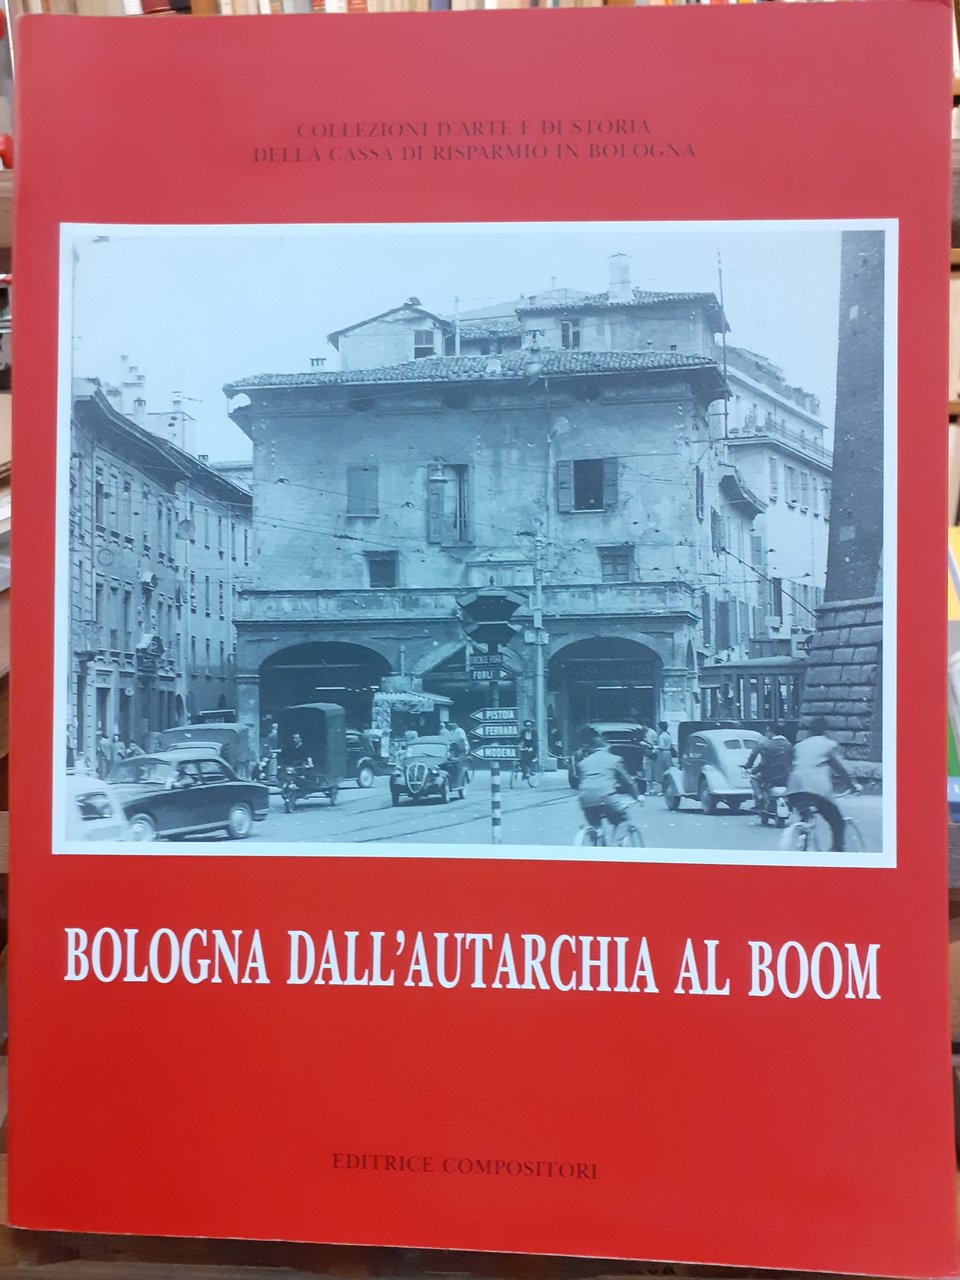 COLLEZIONI D'ARTE E DI STORIA
DELLA CASSA DI RISPARMIO IN BOLOGNA
FORLI
PISTOIA
FERRARA
MODENA
BOLOGNA DALL'AUTARCHIA AL BOOM
EDITRICE COMPOSITORI